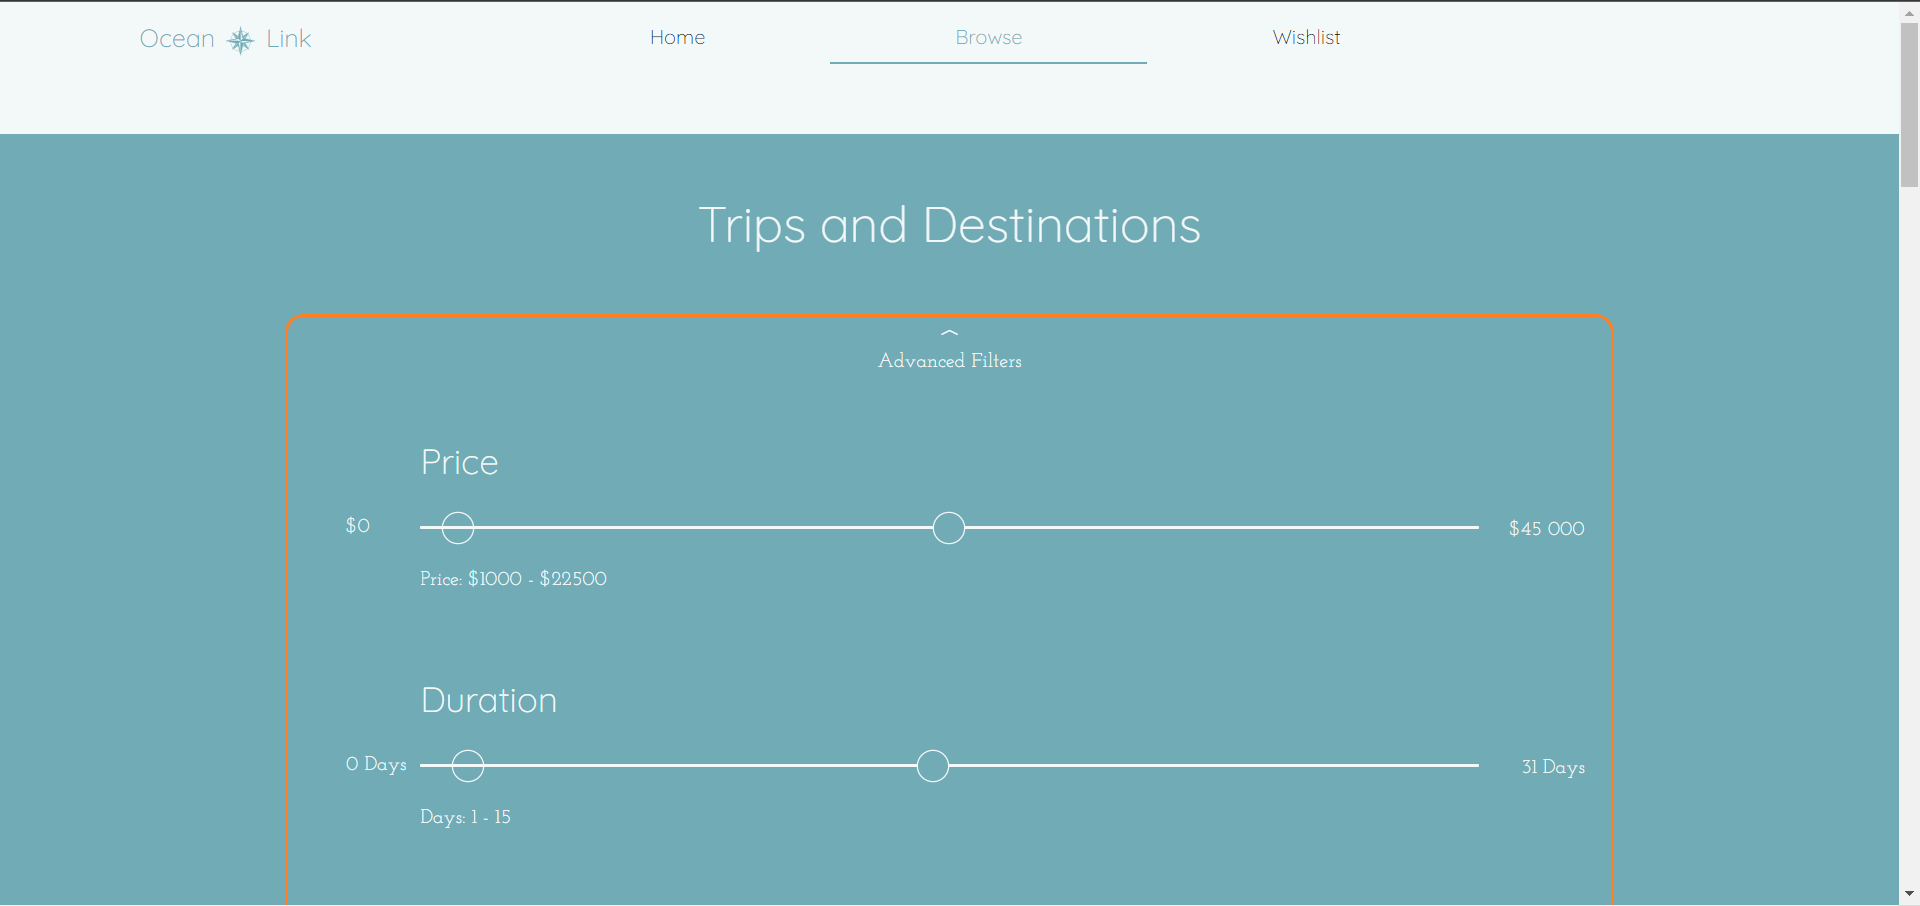 Ocean Link
Home
Browse
Wishlist
Trips and Destinations
Advanced Filters
Price
$0
$45 000
Price: $1000 - $22500
Duration
0 Days
31 Days
Days: 1 - 15